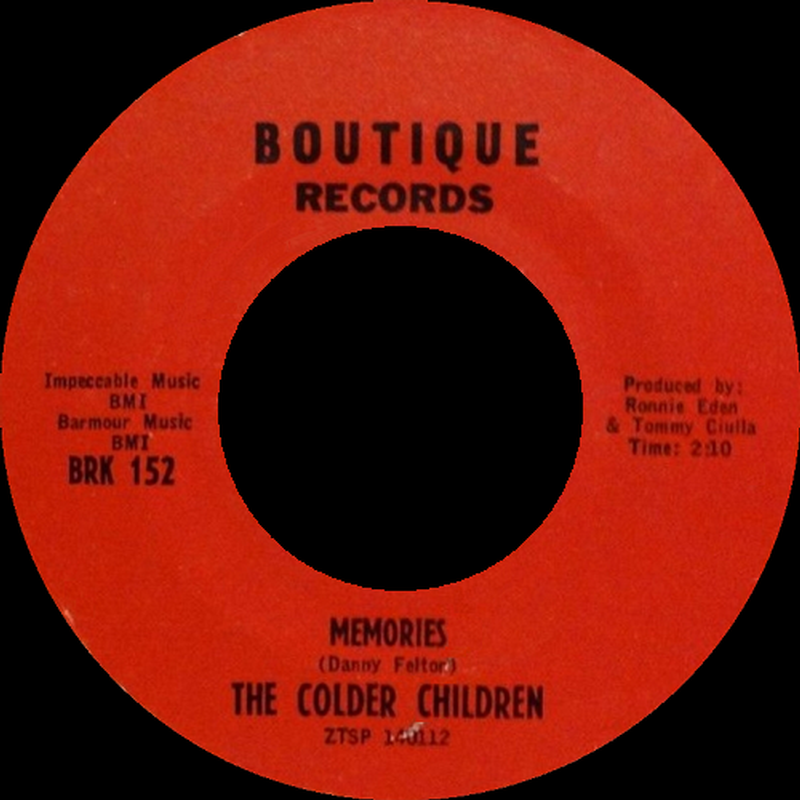 BOUTIQUE
RECORDS
Impeccable Music
BMI
Barmour Music
BMI
BRK 152
Produced by:
Ronnie Eden
& Tommy Ciulla
Time: 2:10
MEMORIES
(Danny Felton)
THE COLDER CHILDREN
ZTSP 140112